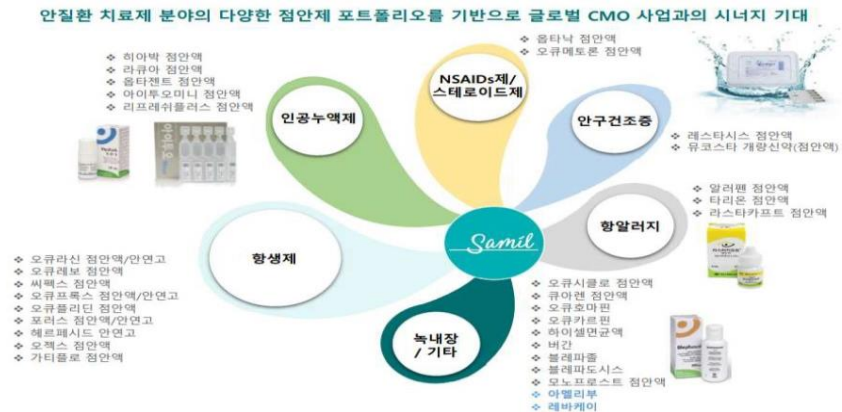 안질환 치료제 분야의 다양한 점안제 포트폴리오를 기반으로 글로벌 CMO 사업과의 시너지 기대
❖ 히아박 점안액
❖ 라큐아 점안액
❖ 옵타젠트 점안액
❖ 아이투오미니 점안액
❖ 리프레쉬플러스 점안액
인공누액제
❖ 옵타낙 점안액
❖ 오큐메토론 점안액
NSAIDs제/
스테로이드제
안구건조증
❖ 레스타시스 점안액
❖ 뮤코스타 개량신약(점안액)
❖ 알러펜 점안액
❖ 타리온 점안액
❖ 라스타카프트 점안액
항알러지
Samil
항생제
❖ 오큐라신 점안액/안연고
❖ 오큐레보 점안액
❖ 씨펙스 점안액
❖ 오큐프록스 점안액/안연고
❖ 오큐플리딘 점안액
❖ 포러스 점안액/안연고
❖ 헤르페시드 안연고
❖ 오젝스 점안액
❖ 가티플로 점안액
녹내장
/ 기타
❖ 오큐시클로 점안액
❖ 큐아렌 점안액
❖ 오큐호마핀
❖ 오큐카르핀
❖ 하이셀면균액
❖ 버간
❖ 블레파졸
❖ 블레파도시스
❖ 모노프로스트 점안액
❖ 아멜리부
❖ 레바케이